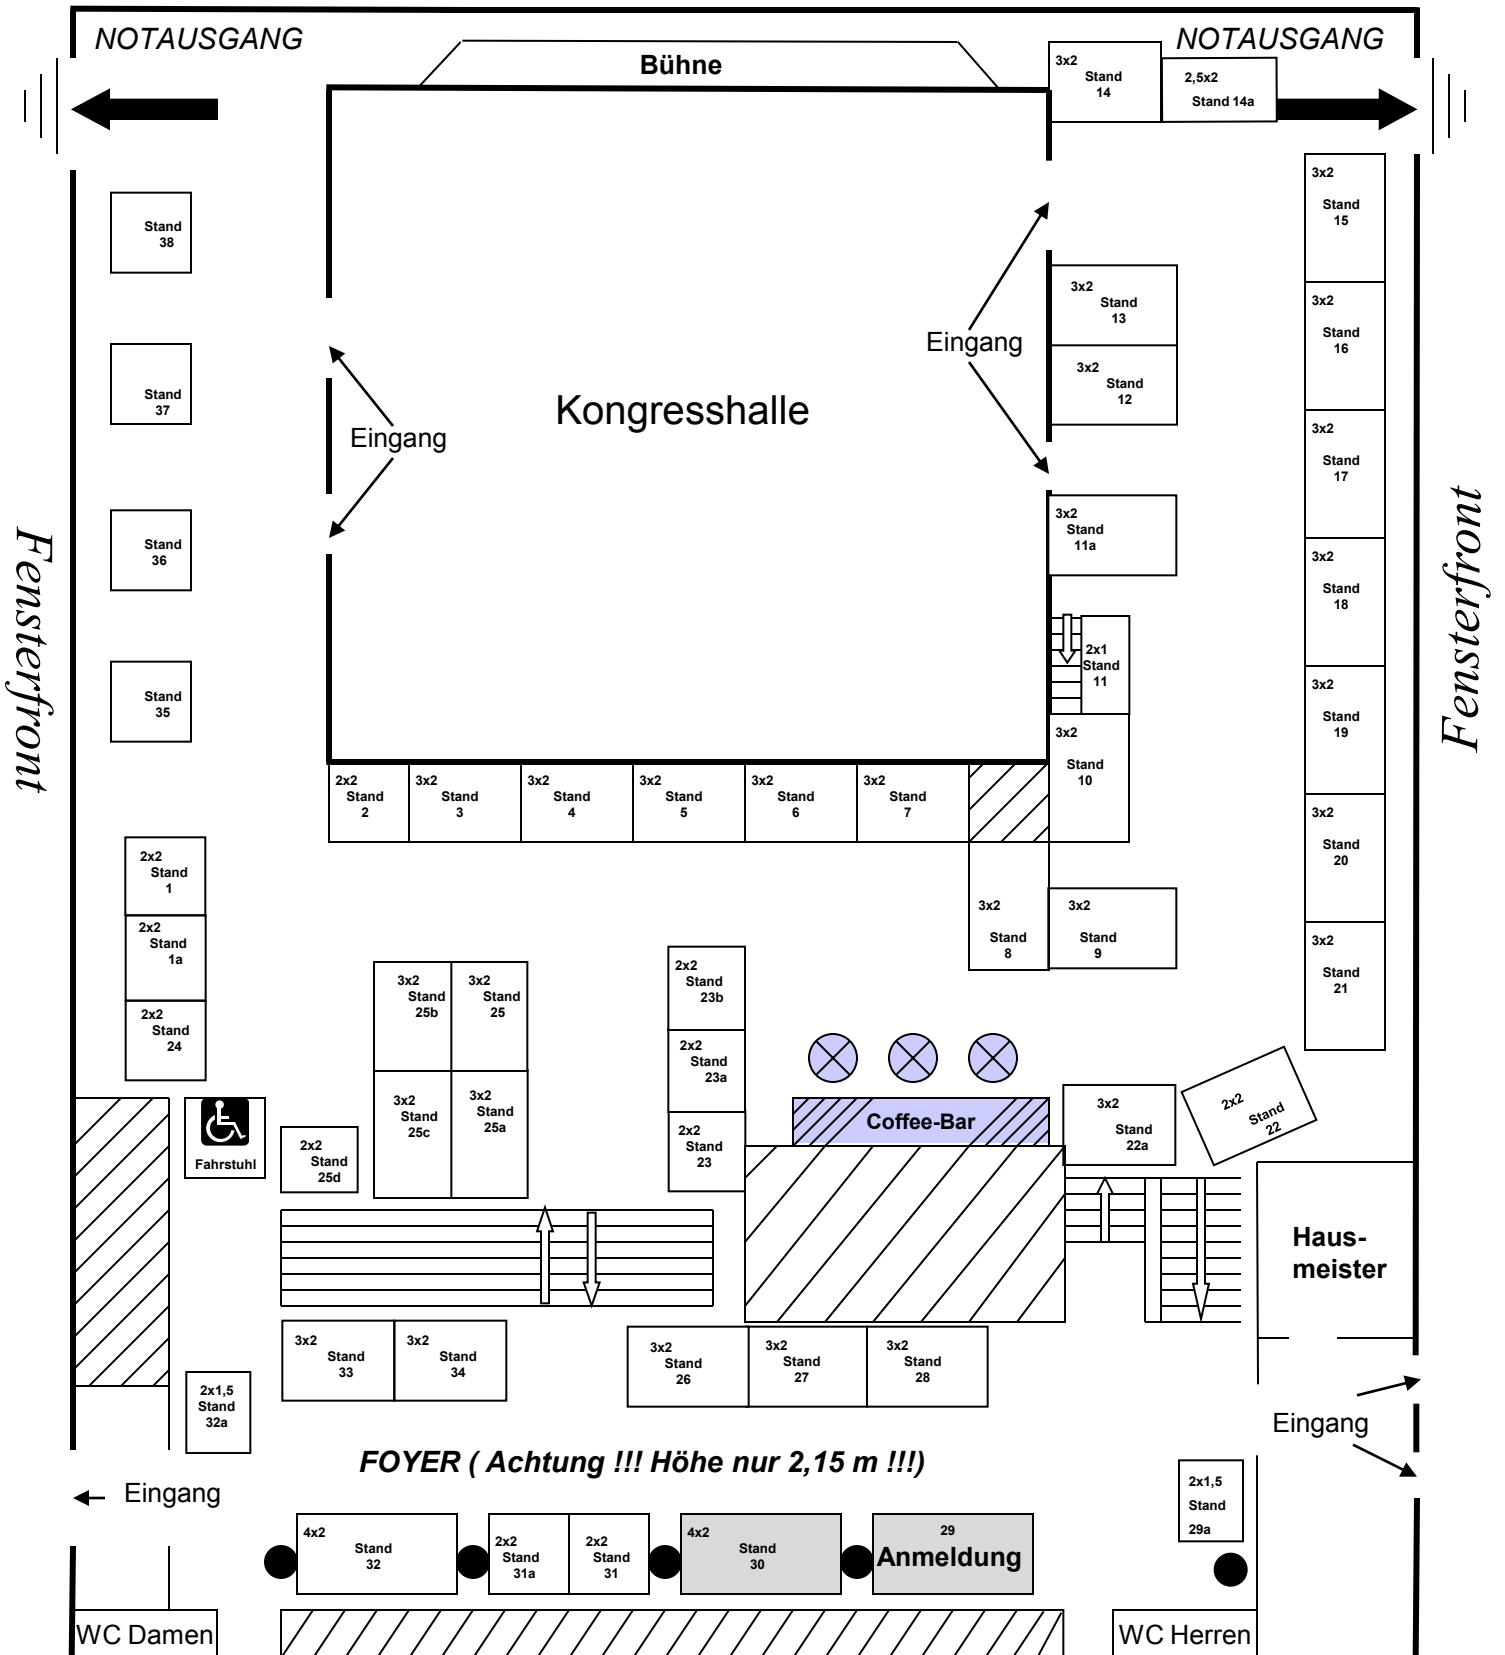 NOTAUSGANG
NOTAUSGANG
Bühne
3x2
Stand
14
2,5x2
Stand 14a
3x2
Stand
15
Stand
38
3x2
Stand
13
3x2
Stand
16
Eingang
3x2
Stand
12
Stand
37
Kongresshalle
Eingang
3x2
Stand
17
3x2
Stand
11a
Stand
36
Fensterfront
Fensterfront
3x2
Stand
18
2x1
Stand
11
Stand
35
3x2
Stand
19
3x2
Stand
10
2x2
Stand
2
3x2
Stand
3
3x2
Stand
4
3x2
Stand
5
3x2
Stand
6
3x2
Stand
7
3x2
Stand
20
2x2
Stand
1
2x2
Stand
1a
3x2
Stand
8
3x2
Stand
9
3x2
Stand
21
2x2
Stand
24
3x2
Stand
25b
3x2
Stand
25
2x2
Stand
23b
2x2
Stand
23a
3x2
Stand
25c
3x2
Stand
25a
Coffee-Bar
3x2
Stand
22a
2x2
Stand
22
Fahrstuhl
2x2
Stand
25d
2x2
Stand
23
Haus-
meister
3x2
Stand
33
3x2
Stand
34
3x2
Stand
26
3x2
Stand
27
3x2
Stand
28
2x1,5
Stand
32a
Eingang
FOYER ( Achtung !!! Höhe nur 2,15 m !!!)
Eingang
2x1,5
Stand
29a
4x2
Stand
32
2x2
Stand
31a
2x2
Stand
31
4x2
Stand
30
29
Anmeldung
WC Damen
WC Herren